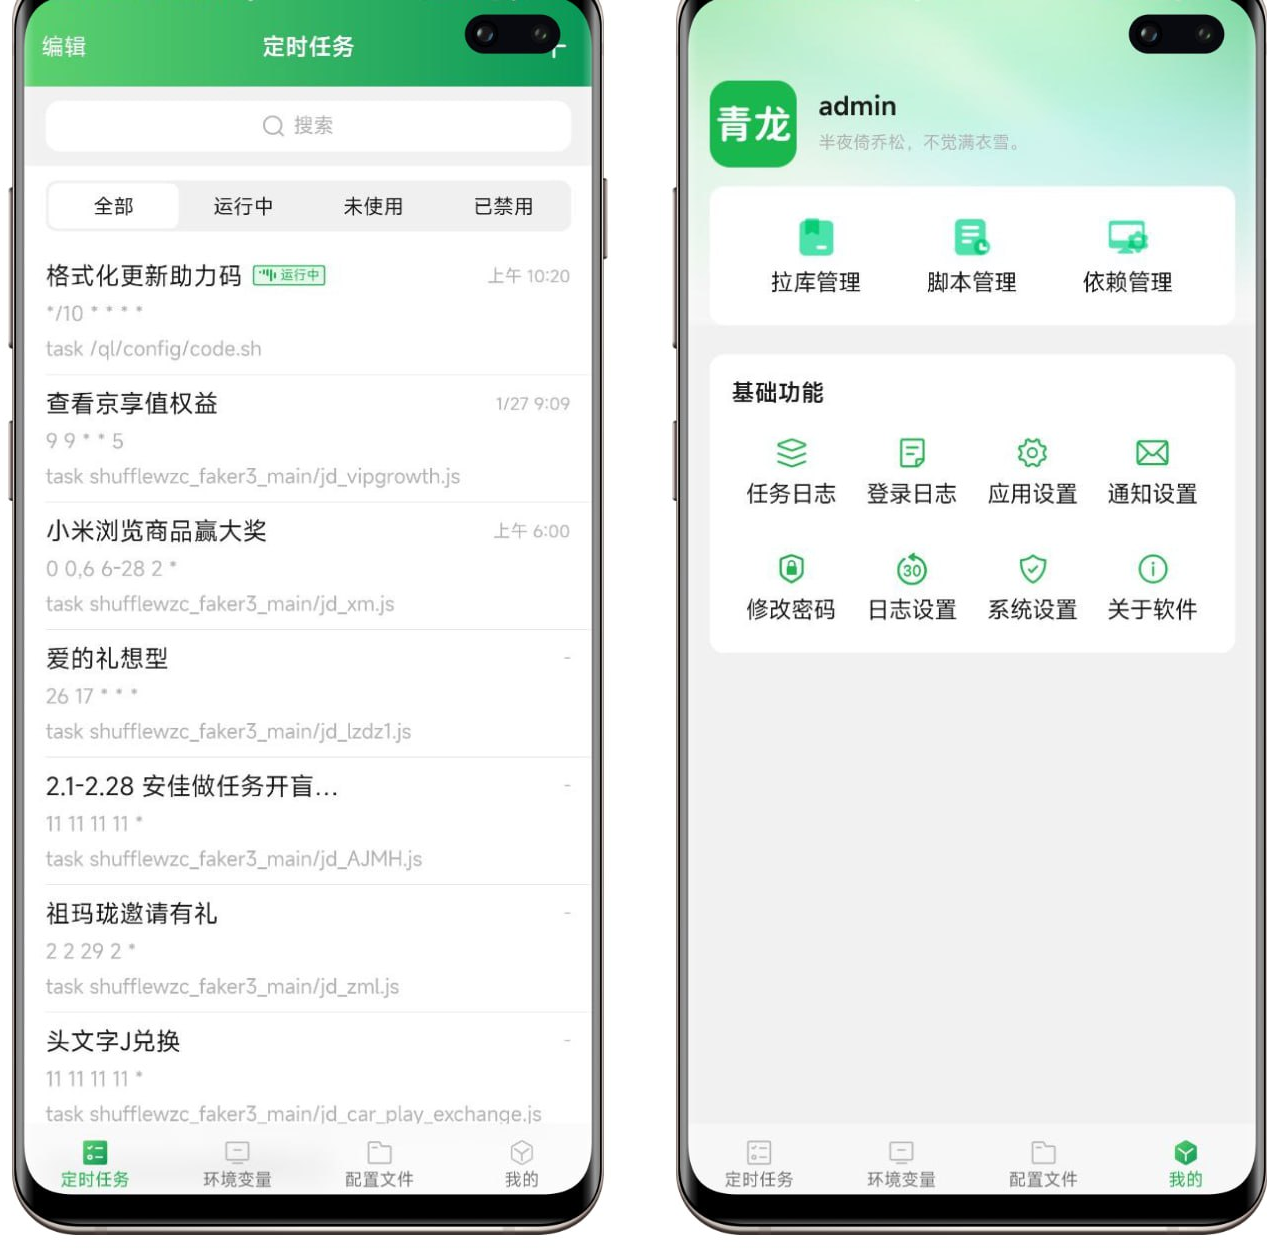 编辑
定时任务
搜索
全部 运行中 未使用 已禁用
格式化更新助力码 运行中 上午 10:20
*/10 * * * *
task /ql/config/code.sh
查看京享值权益 1/27 9:09
9 9 * * 5
task shufflewzc_faker3_main/jd_vipgrowth.js
小米浏览商品赢大奖 上午 6:00
0 0,6 6-28 2 *
task shufflewzc_faker3_main/jd_xm.js
爱的礼想型 -
26 17 * * *
task shufflewzc_faker3_main/jd_lzdz1.js
2.1-2.28 安佳做任务开盲... -
11 11 11 11 *
task shufflewzc_faker3_main/jd_AJMH.js
祖玛珑邀请有礼 -
2 2 29 2 *
task shufflewzc_faker3_main/jd_zml.js
头文字J兑换 -
11 11 11 11 *
task shufflewzc_faker3_main/jd_car_play_exchange.js
定时任务 环境变量 配置文件 我的
青龙
admin
半夜倚乔松，不觉满衣雪。
拉库管理 脚本管理 依赖管理
基础功能
任务日志 登录日志 应用设置 通知设置
30
修改密码 日志设置 系统设置 关于软件
定时任务 环境变量 配置文件 我的